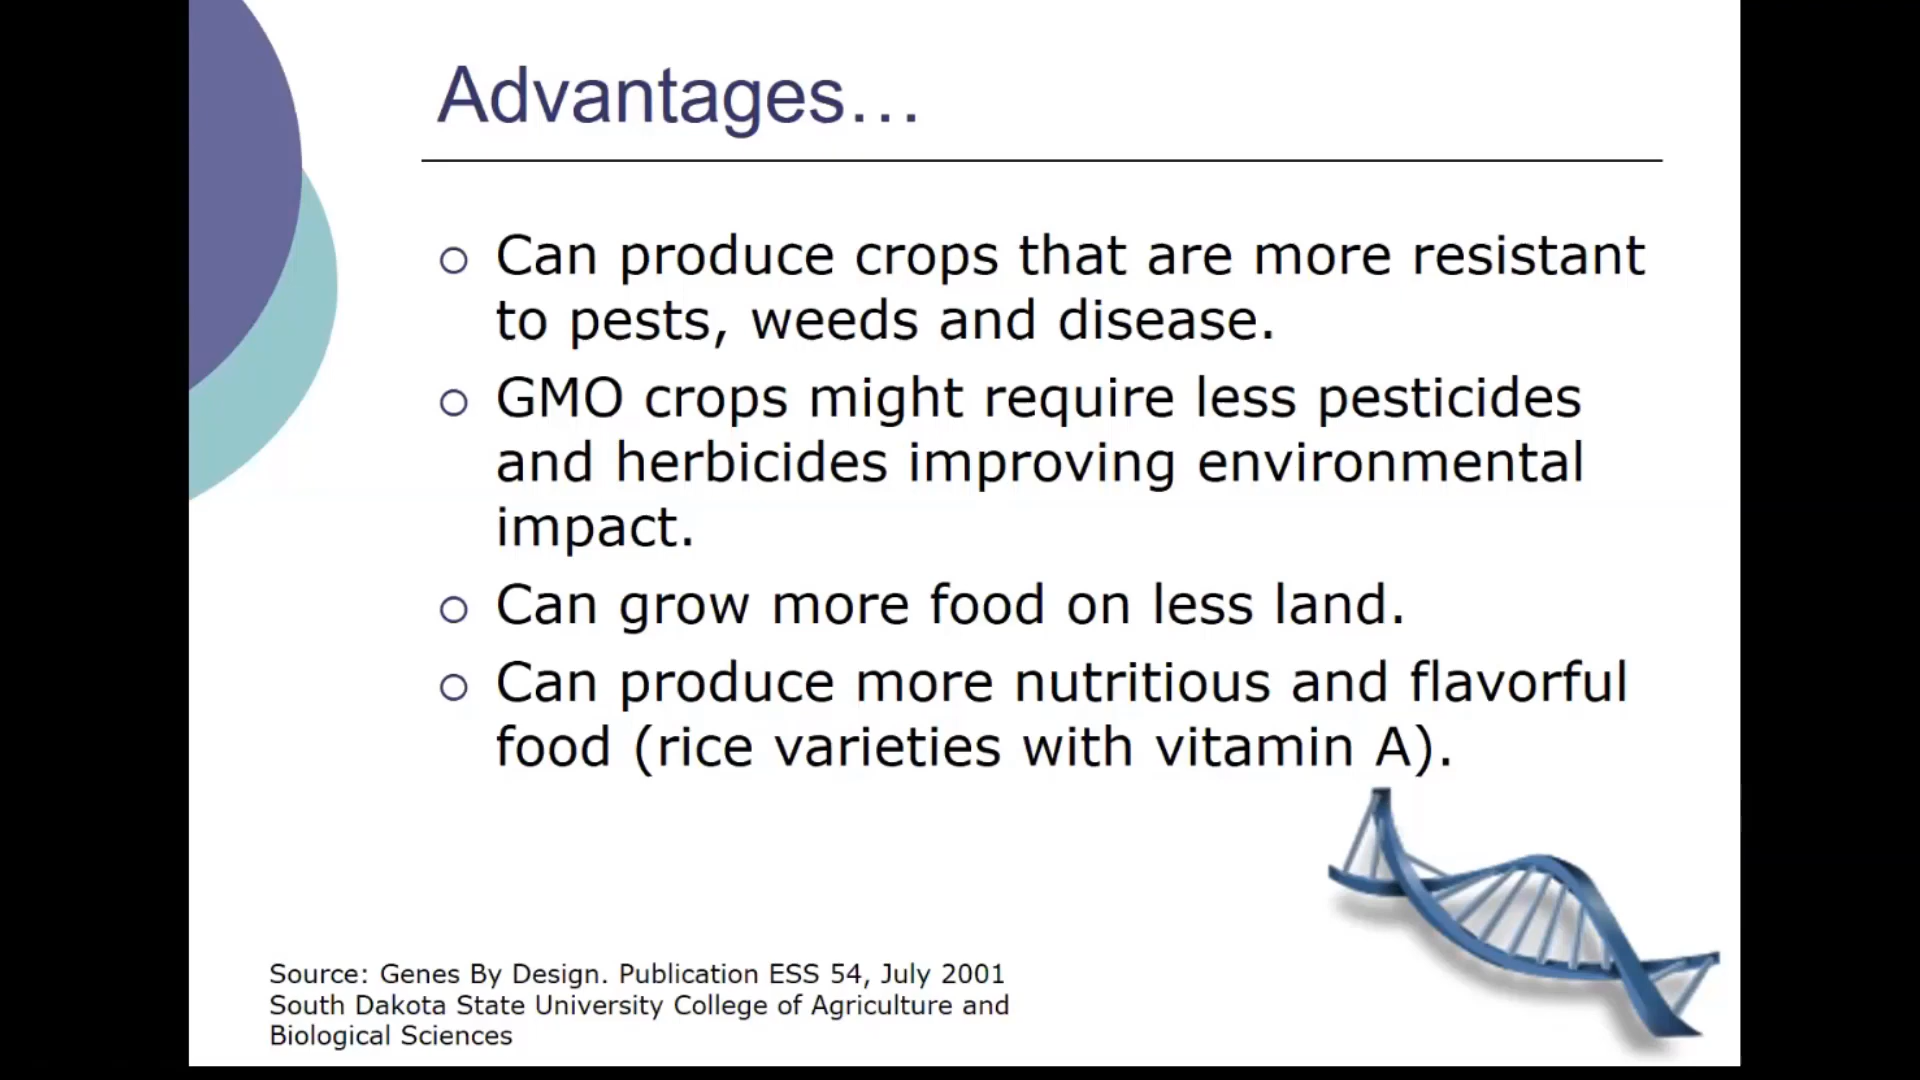 Advantages…
Can produce crops that are more resistant
to pests, weeds and disease.
GMO crops might require less pesticides
and herbicides improving environmental
impact.
Can grow more food on less land.
Can produce more nutritious and flavorful
food (rice varieties with vitamin A).
Source: Genes By Design. Publication ESS 54, July 2001
South Dakota State University College of Agriculture and
Biological Sciences